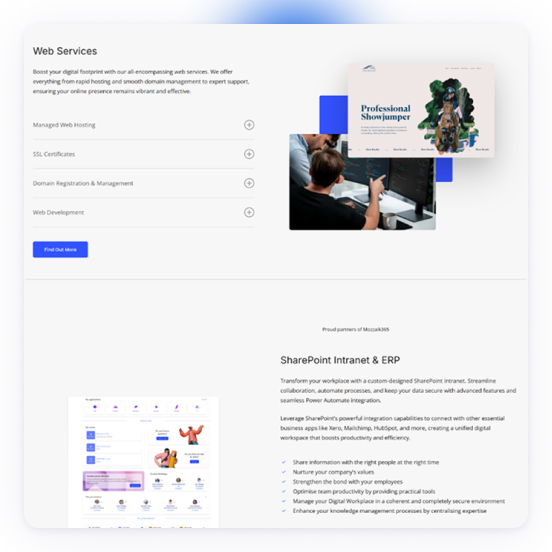 Web Services
Boost your digital footprint with our all-encompassing web services. We offer
everything from rapid hosting and smooth domain management to expert support,
ensuring your online presence remains vibrant and effective.
Managed Web Hosting
SSL Certificates
Domain Registration & Management
Web Development
Find Out More
Professional
Showjumper
Proud partners of Mozzaik365
SharePoint Intranet & ERP
Transform your workplace with a custom-designed SharePoint intranet. Streamline
collaboration, automate processes, and keep your data secure with advanced features and
seamless Power Automate integration.
Leverage SharePoint's powerful integration capabilities to connect with other essential
business apps like Xero, Mailchimp, HubSpot, and more, creating a unified digital
workspace that boosts productivity and efficiency.
Share information with the right people at the right time
Nurture your company's values
Strengthen the bond with your employees
Optimise team productivity by providing practical tools
Manage your Digital Workplace in a coherent and completely secure environment
Enhance your knowledge management processes by centralising expertise